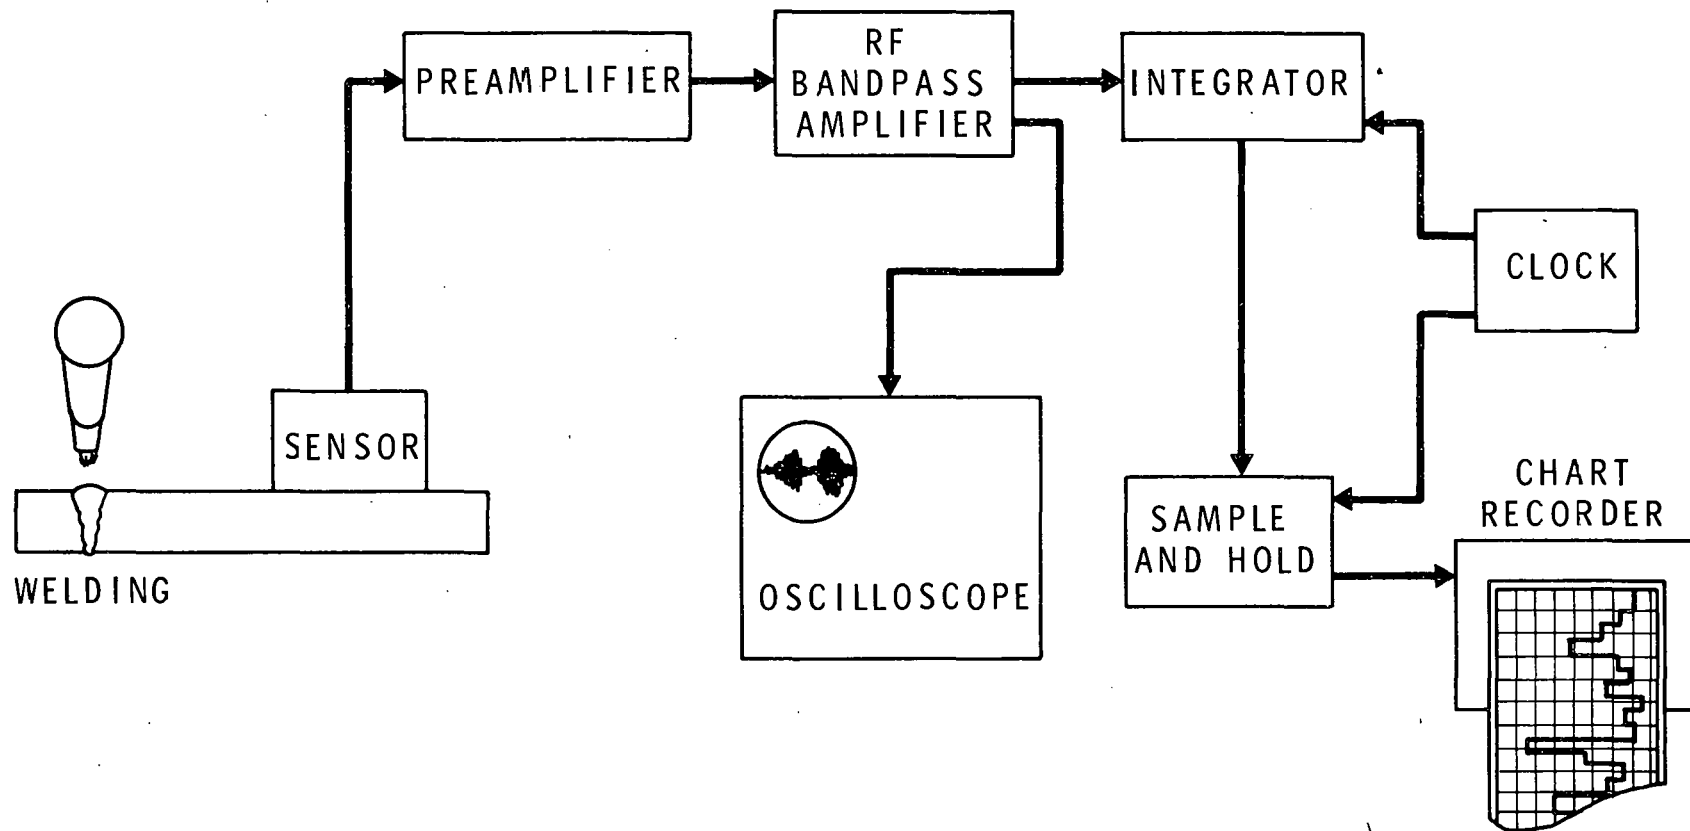 PREAMPLIFIER
RF
BANDPASS
AMPLIFIER
INTEGRATOR
CLOCK
SENSOR
WELDING
OSCILLOSCOPE
SAMPLE
AND HOLD
CHART
RECORDER